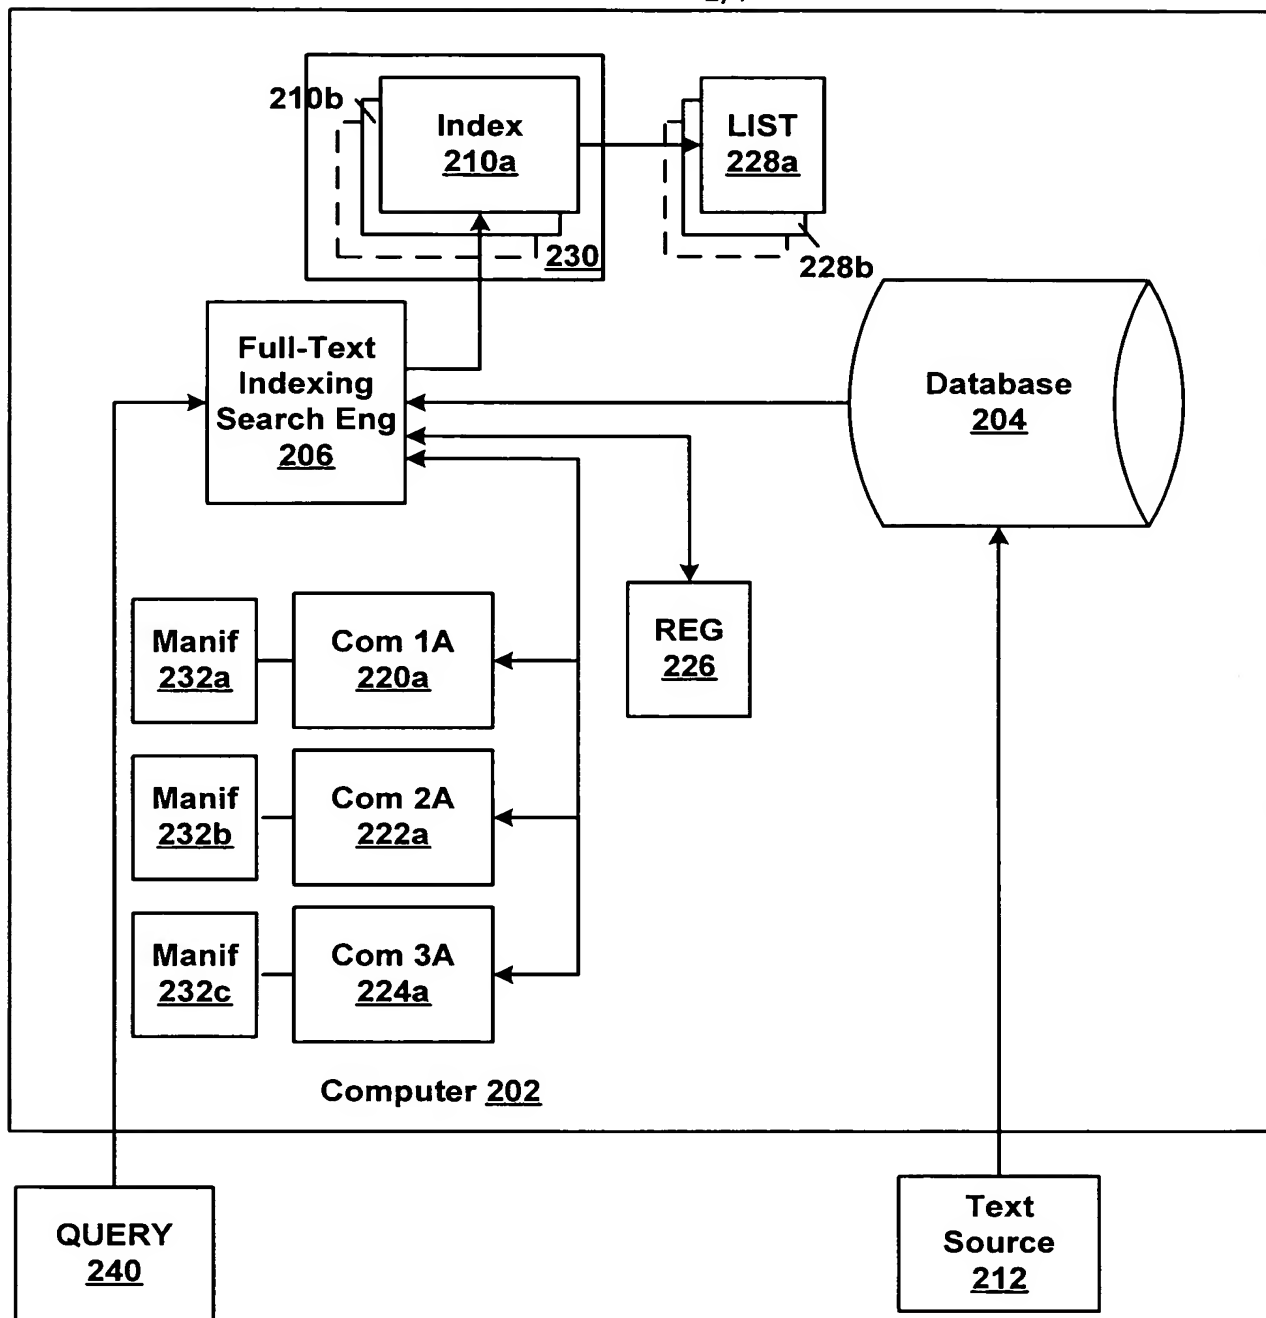 210b
Index
210a
230
LIST
228a
228b
Full-Text
Indexing
Search Eng
206
Database
204
Manif
232a
Com 1A
220a
REG
226
Manif
232b
Com 2A
222a
Manif
232c
Com 3A
224a
Computer 202
QUERY
240
Text
Source
212